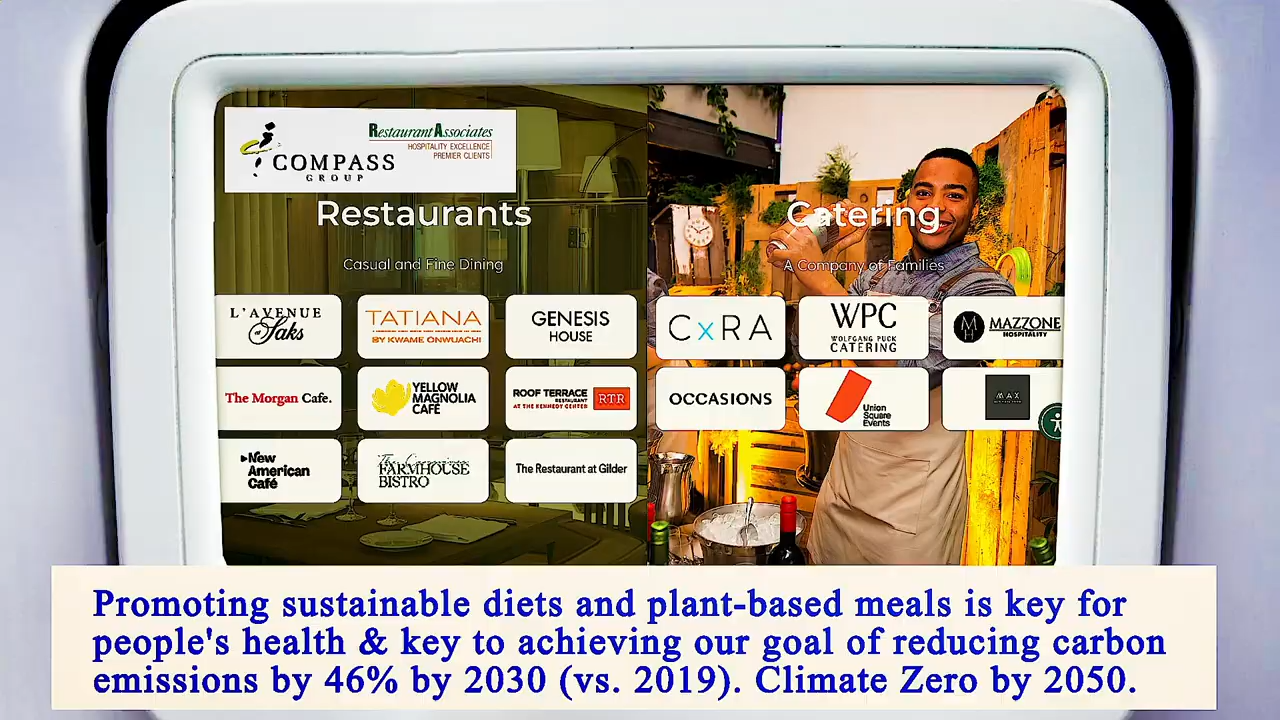 COMPASS
GROUP
RestaurantAssociates
HOSPITALITY EXCELLENCE
PREMIER CLIENTS
Restaurants
Casual and Fine Dining
L'AVENUE
Saks
TATIANA
BY KWAME ONWUACHI
GENESIS
HOUSE
The Morgan Cafe.
YELLOW
MAGNOLIA
CAFÉ
ROOF TERRACE
RESTAURANT
AT THE KENNEDY CENTER
RTR
New
American
Café
FARMHOUSE
BISTRO
The Restaurant at Gilder
Catering
A Company of Families
CxRA
WPC
WOLFGANG PUCK
CATERING
MH
MAZZONE
HOSPITALITY
OCCASIONS
Union
Square
Events
MAX
Promoting sustainable diets and plant-based meals is key for
people's health & key to achieving our goal of reducing carbon
emissions by 46% by 2030 (vs. 2019). Climate Zero by 2050.